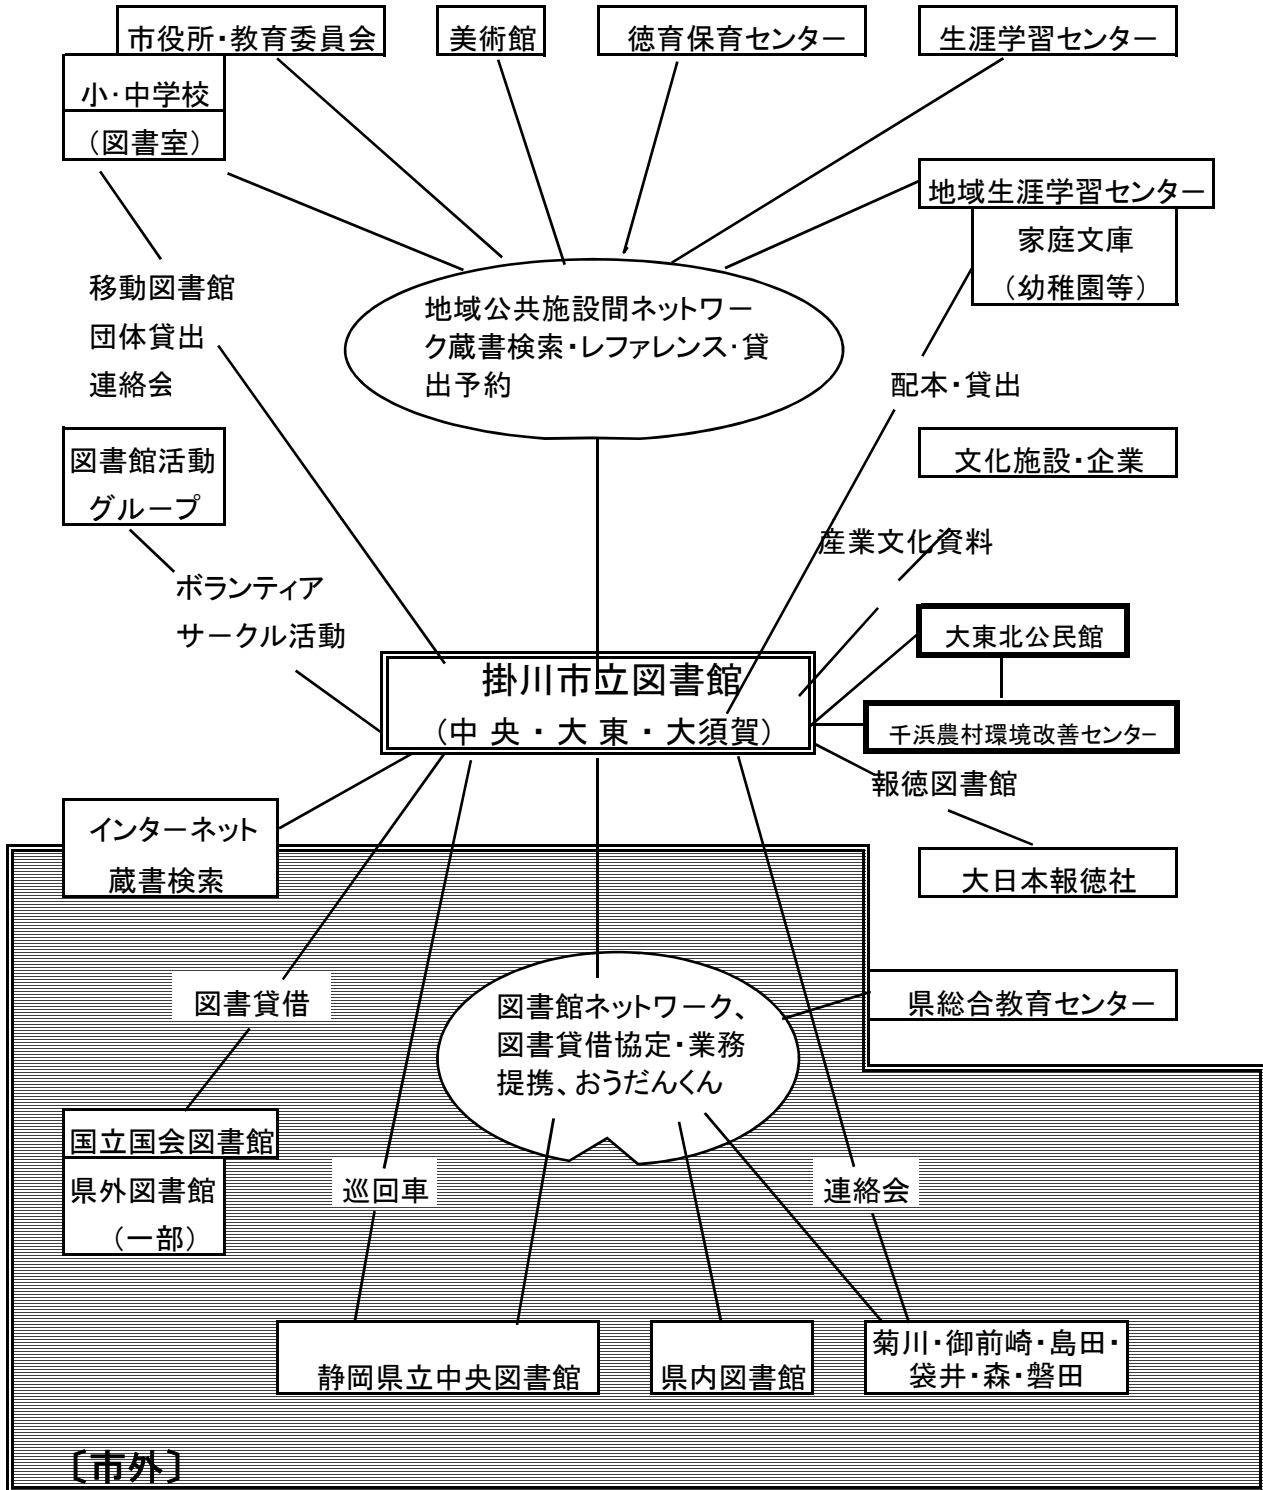 市役所・教育委員会
美術館
徳育保育センター
生涯学習センター
小・中学校
（図書室）
地域生涯学習センター
家庭文庫
（幼稚園等）
移動図書館
団体貸出
連絡会
地域公共施設間ネットワー
ク蔵書検索・レファレンス・貸
出予約
配本・貸出
図書館活動
グループ
文化施設・企業
産業文化資料
ボランティア
サークル活動
大東北公民館
掛川市立図書館
（中 央 ・ 大 東 ・ 大須賀）
千浜農村環境改善センター
報徳図書館
インターネット
蔵書検索
大日本報徳社
図書貸借
図書館ネットワーク、
図書貸借協定・業務
提携、おうだんくん
県総合教育センター
国立国会図書館
県外図書館
（一部）
巡回車
連絡会
静岡県立中央図書館
県内図書館
菊川・御前崎・島田・
袋井・森・磐田
〔市外〕